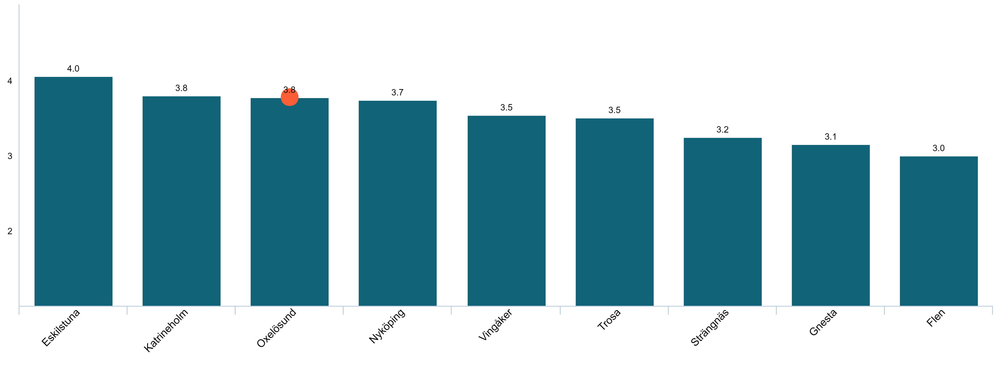 4.0
3.8
3.8
3.7
3.5
3.5
3.2
3.1
3.0
4
3
2
Eskilstuna
Katrineholm
Oxelösund
Nyköping
Vingåker
Trosa
Strängnäs
Gnesta
Flen